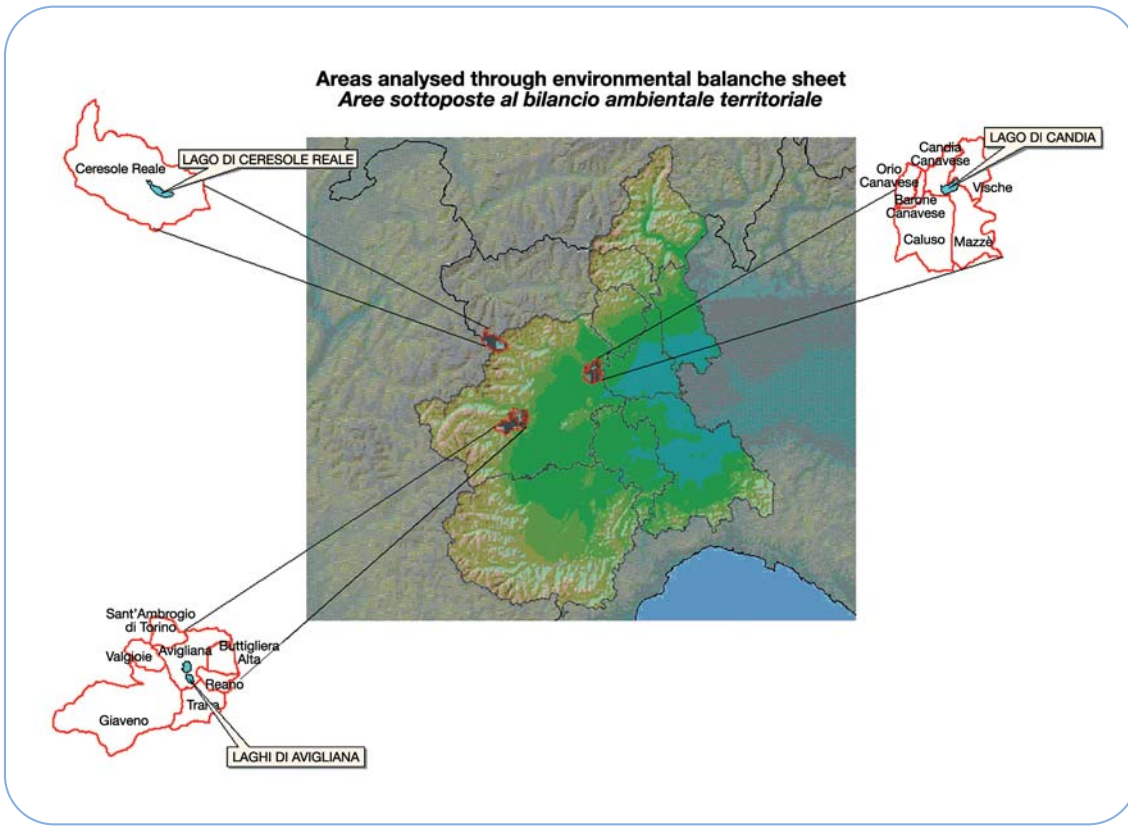 Areas analysed through environmental balanche sheet
Aree sottoposte al bilancio ambientale territoriale
Ceresole Reale
LAGO DI CERESOLE REALE
LAGO DI CANDIA
Candia
Canavese
Orio
Canavese
Vische
Barone
Canavese
Caluso
Mazzè
Sant'Ambrogio
di Torino
Valgioie
Avigliana
Buttigliera
Alta
Reano
Trana
Giaveno
LAGHI DI AVIGLIANA